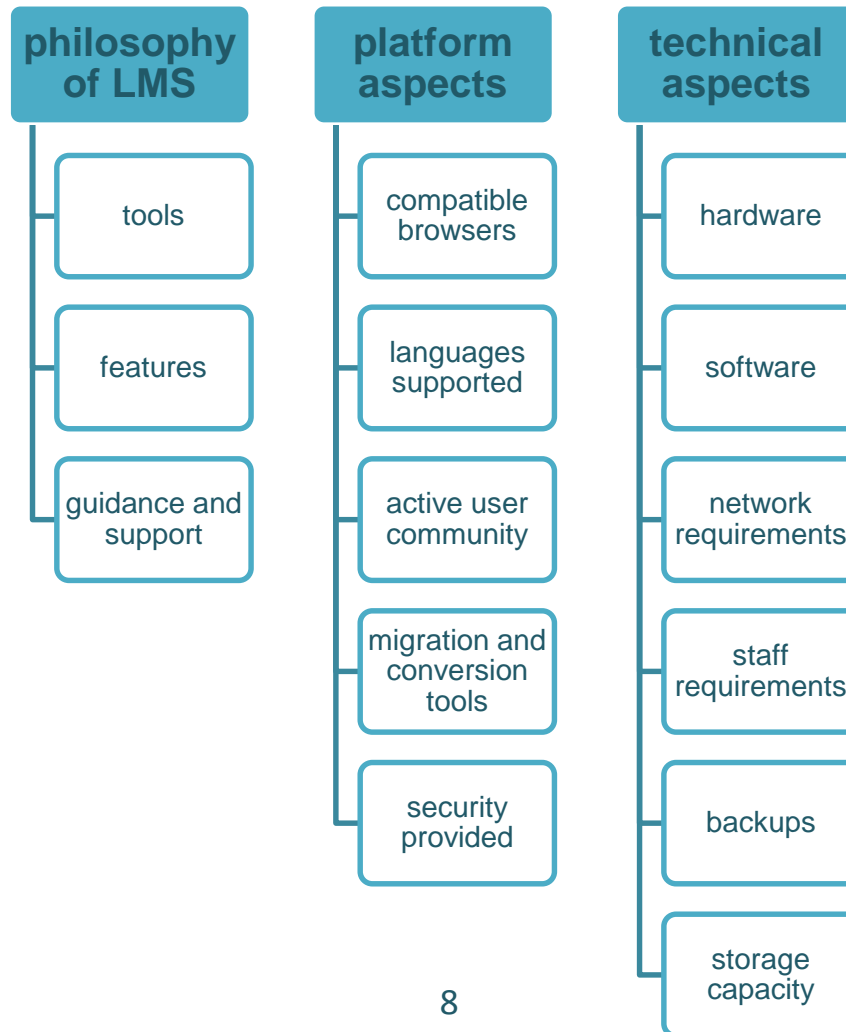 philosophy
of LMS
tools
features
guidance and
support
platform
aspects
compatible
browsers
languages
supported
active user
community
migration and
conversion
tools
security
provided
technical
aspects
hardware
software
network
requirements
staff
requirements
backups
storage
capacity
8